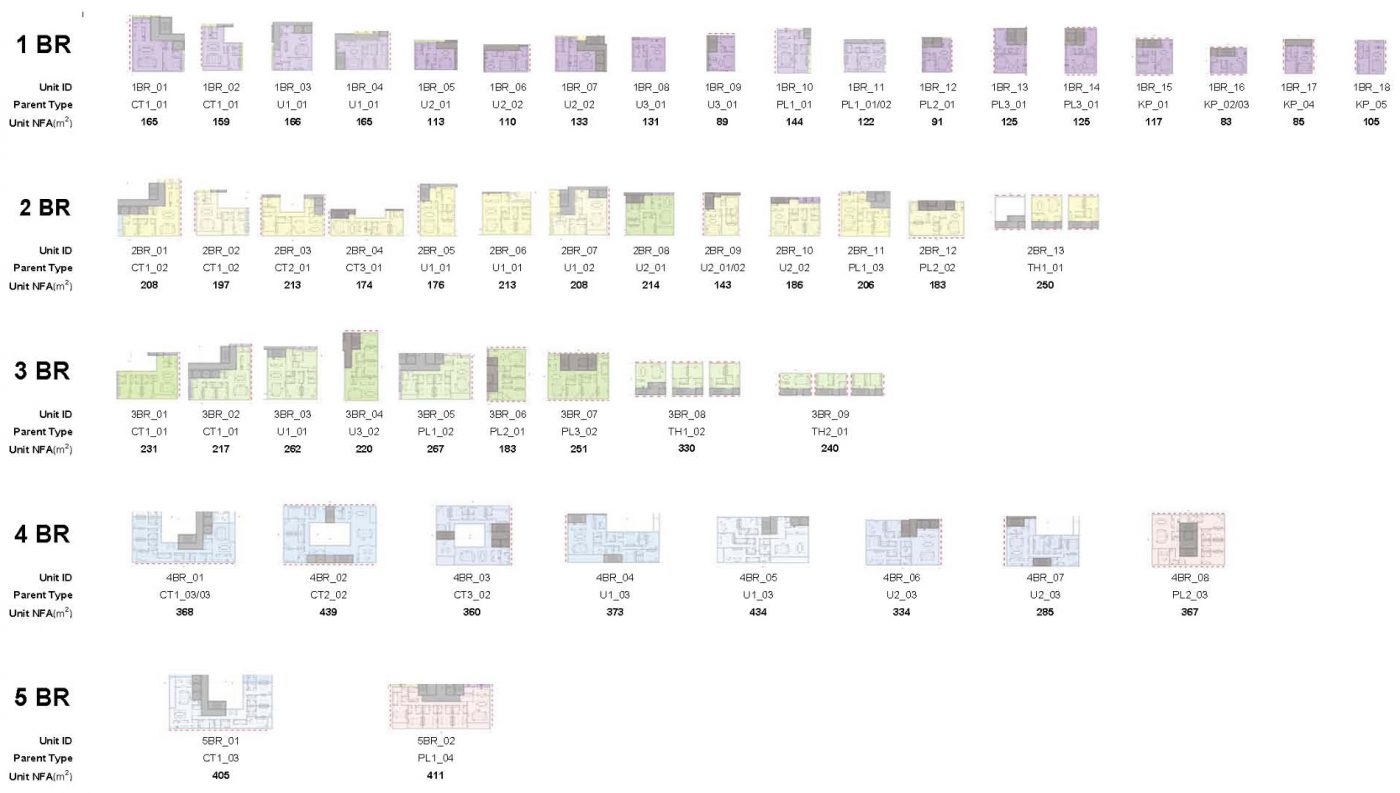 1 BR
Unit ID 1BR_01 1BR_02 1BR_03 1BR_04 1BR_05 1BR_06 1BR_07 1BR_08 1BR_09 1BR_10 1BR_11 1BR_12 1BR_13 1BR_14 1BR_15 1BR_16 1BR_17 1BR_18
Parent Type CT1_01 CT1_01 U1_01 U1_01 U2_01 U2_02 U2_02 U3_01 U3_01 PL1_01 PL1_01/02 PL2_01 PL3_01 PL3_01 KP_01 KP_02/03 KP_04 KP_05
Unit NFA(m²) 165 159 166 165 113 110 133 131 89 144 122 91 125 125 117 83 85 105
2 BR
Unit ID 2BR_01 2BR_02 2BR_03 2BR_04 2BR_05 2BR_06 2BR_07 2BR_08 2BR_09 2BR_10 2BR_11 2BR_12 2BR_13
Parent Type CT1_02 CT1_02 CT2_01 CT3_01 U1_01 U1_01 U1_02 U2_01 U2_01/02 U2_02 PL1_03 PL2_02 TH1_01
Unit NFA(m²) 208 197 213 174 176 213 208 214 143 186 206 183 250
3 BR
Unit ID 3BR_01 3BR_02 3BR_03 3BR_04 3BR_05 3BR_06 3BR_07 3BR_08 3BR_09
Parent Type CT1_01 CT1_01 U1_01 U3_02 PL1_02 PL2_01 PL3_02 TH1_02 TH2_01
Unit NFA(m²) 231 217 262 220 267 183 251 330 240
4 BR
Unit ID 4BR_01 4BR_02 4BR_03 4BR_04 4BR_05 4BR_06 4BR_07 4BR_08
Parent Type CT1_03/03 CT2_02 CT3_02 U1_03 U1_03 U2_03 U2_03 PL2_03
Unit NFA(m²) 368 439 360 373 434 334 285 367
5 BR
Unit ID 5BR_01 5BR_02
Parent Type CT1_03 PL1_04
Unit NFA(m²) 405 411